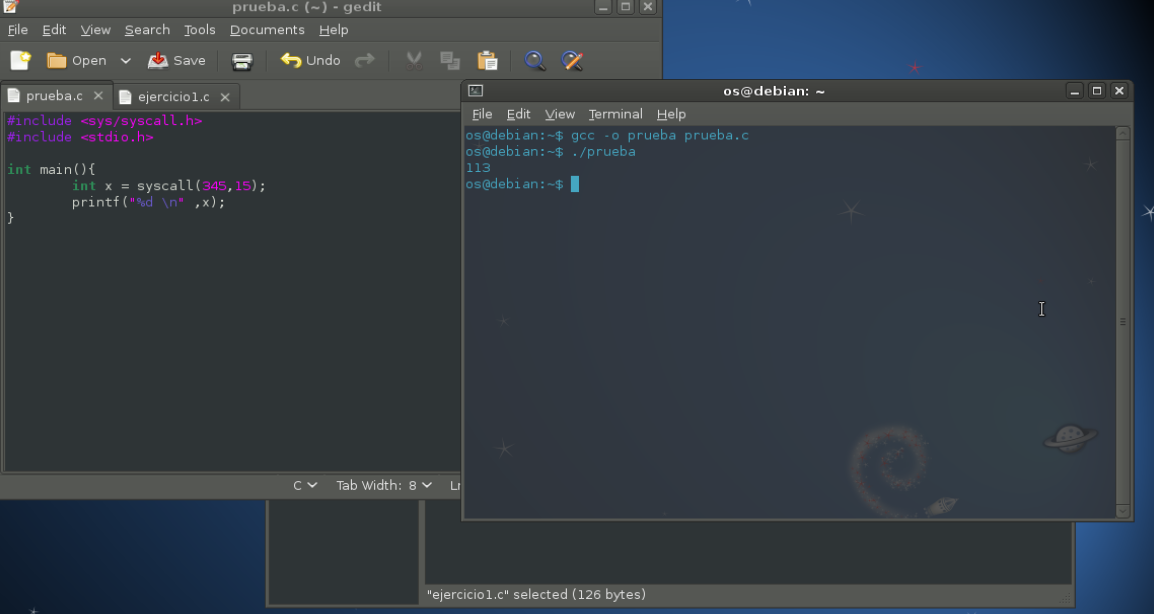 prueba.c (~) - gedit
File Edit View Search Tools Documents Help
Open Save Undo
prueba.c ejercicio1.c
#include <sys/syscall.h>
#include <stdio.h>
int main(){
int x = syscall(345,15);
printf("%d \n" ,x);
}
C Tab Width: 8 Ln
os@debian: ~
File Edit View Terminal Help
os@debian:~$ gcc -o prueba prueba.c
os@debian:~$ ./prueba
113
os@debian:~$
"ejercicio1.c" selected (126 bytes)